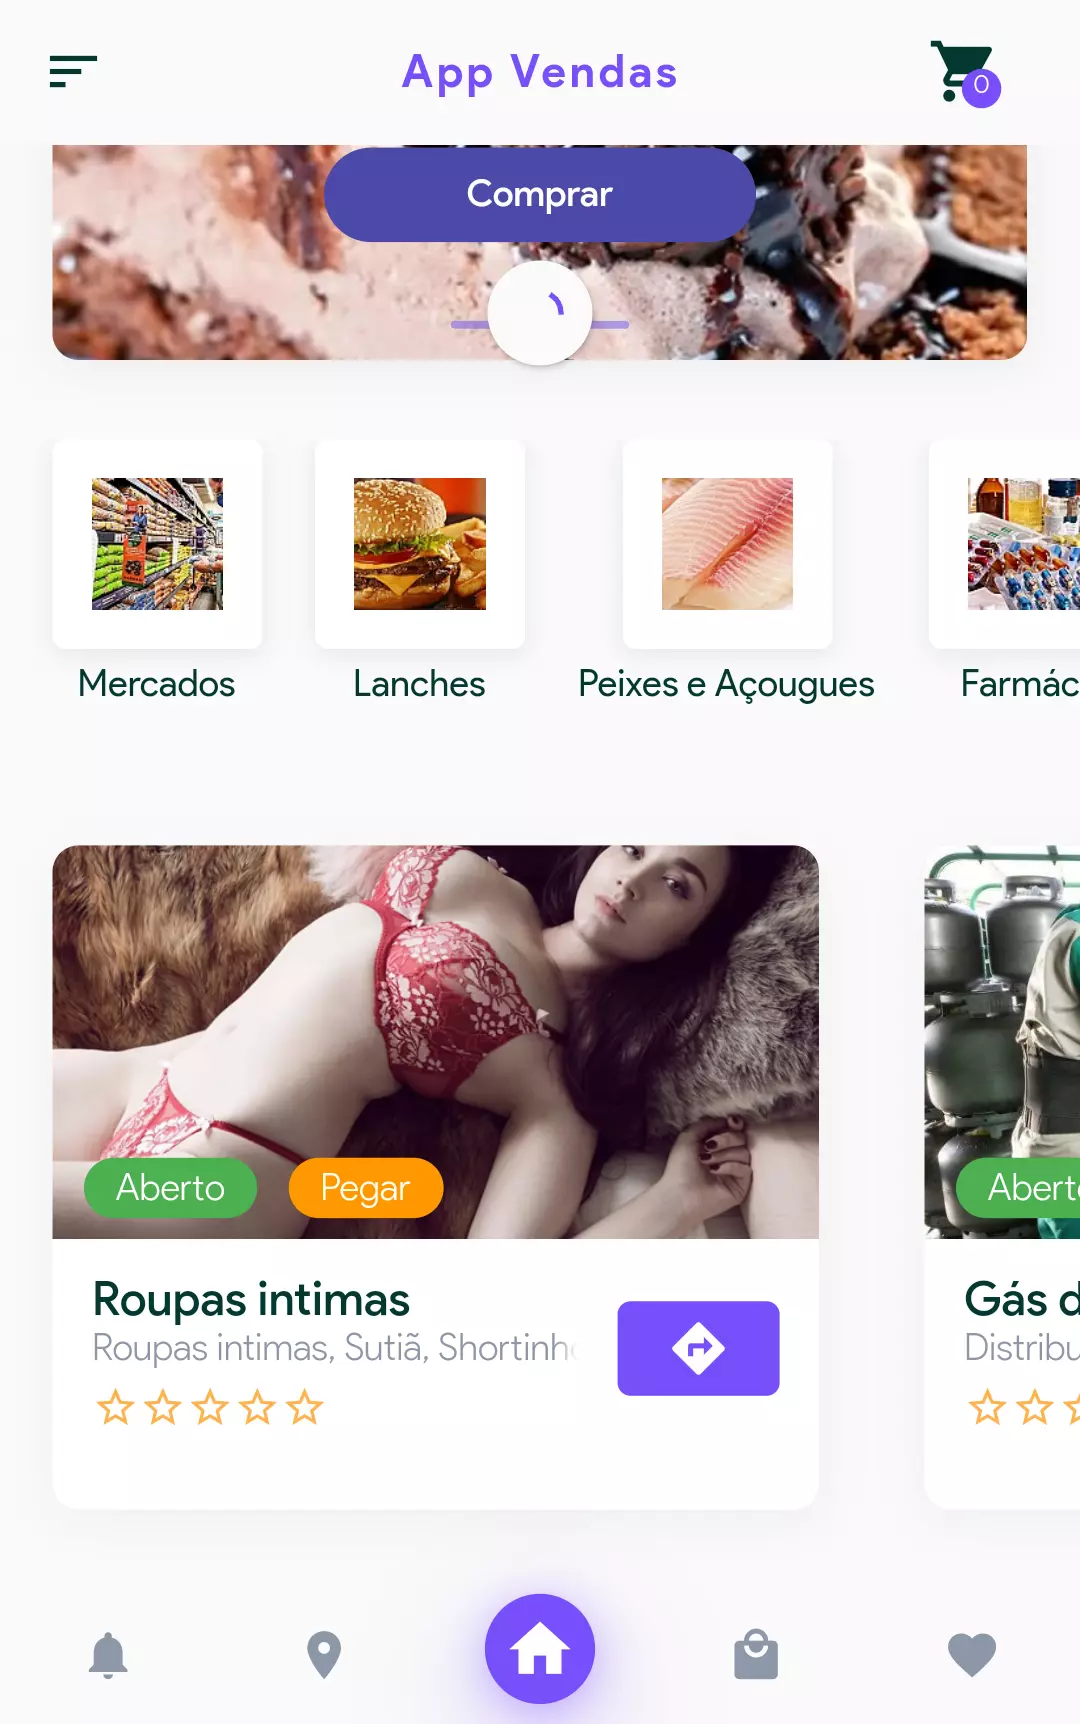 App Vendas
0
Comprar
Mercados
Lanches
Peixes e Açougues
Farmác
Aberto
Pegar
Abert
Roupas intimas
Roupas intimas, Sutiã, Shortinh
Gás d
Distribu